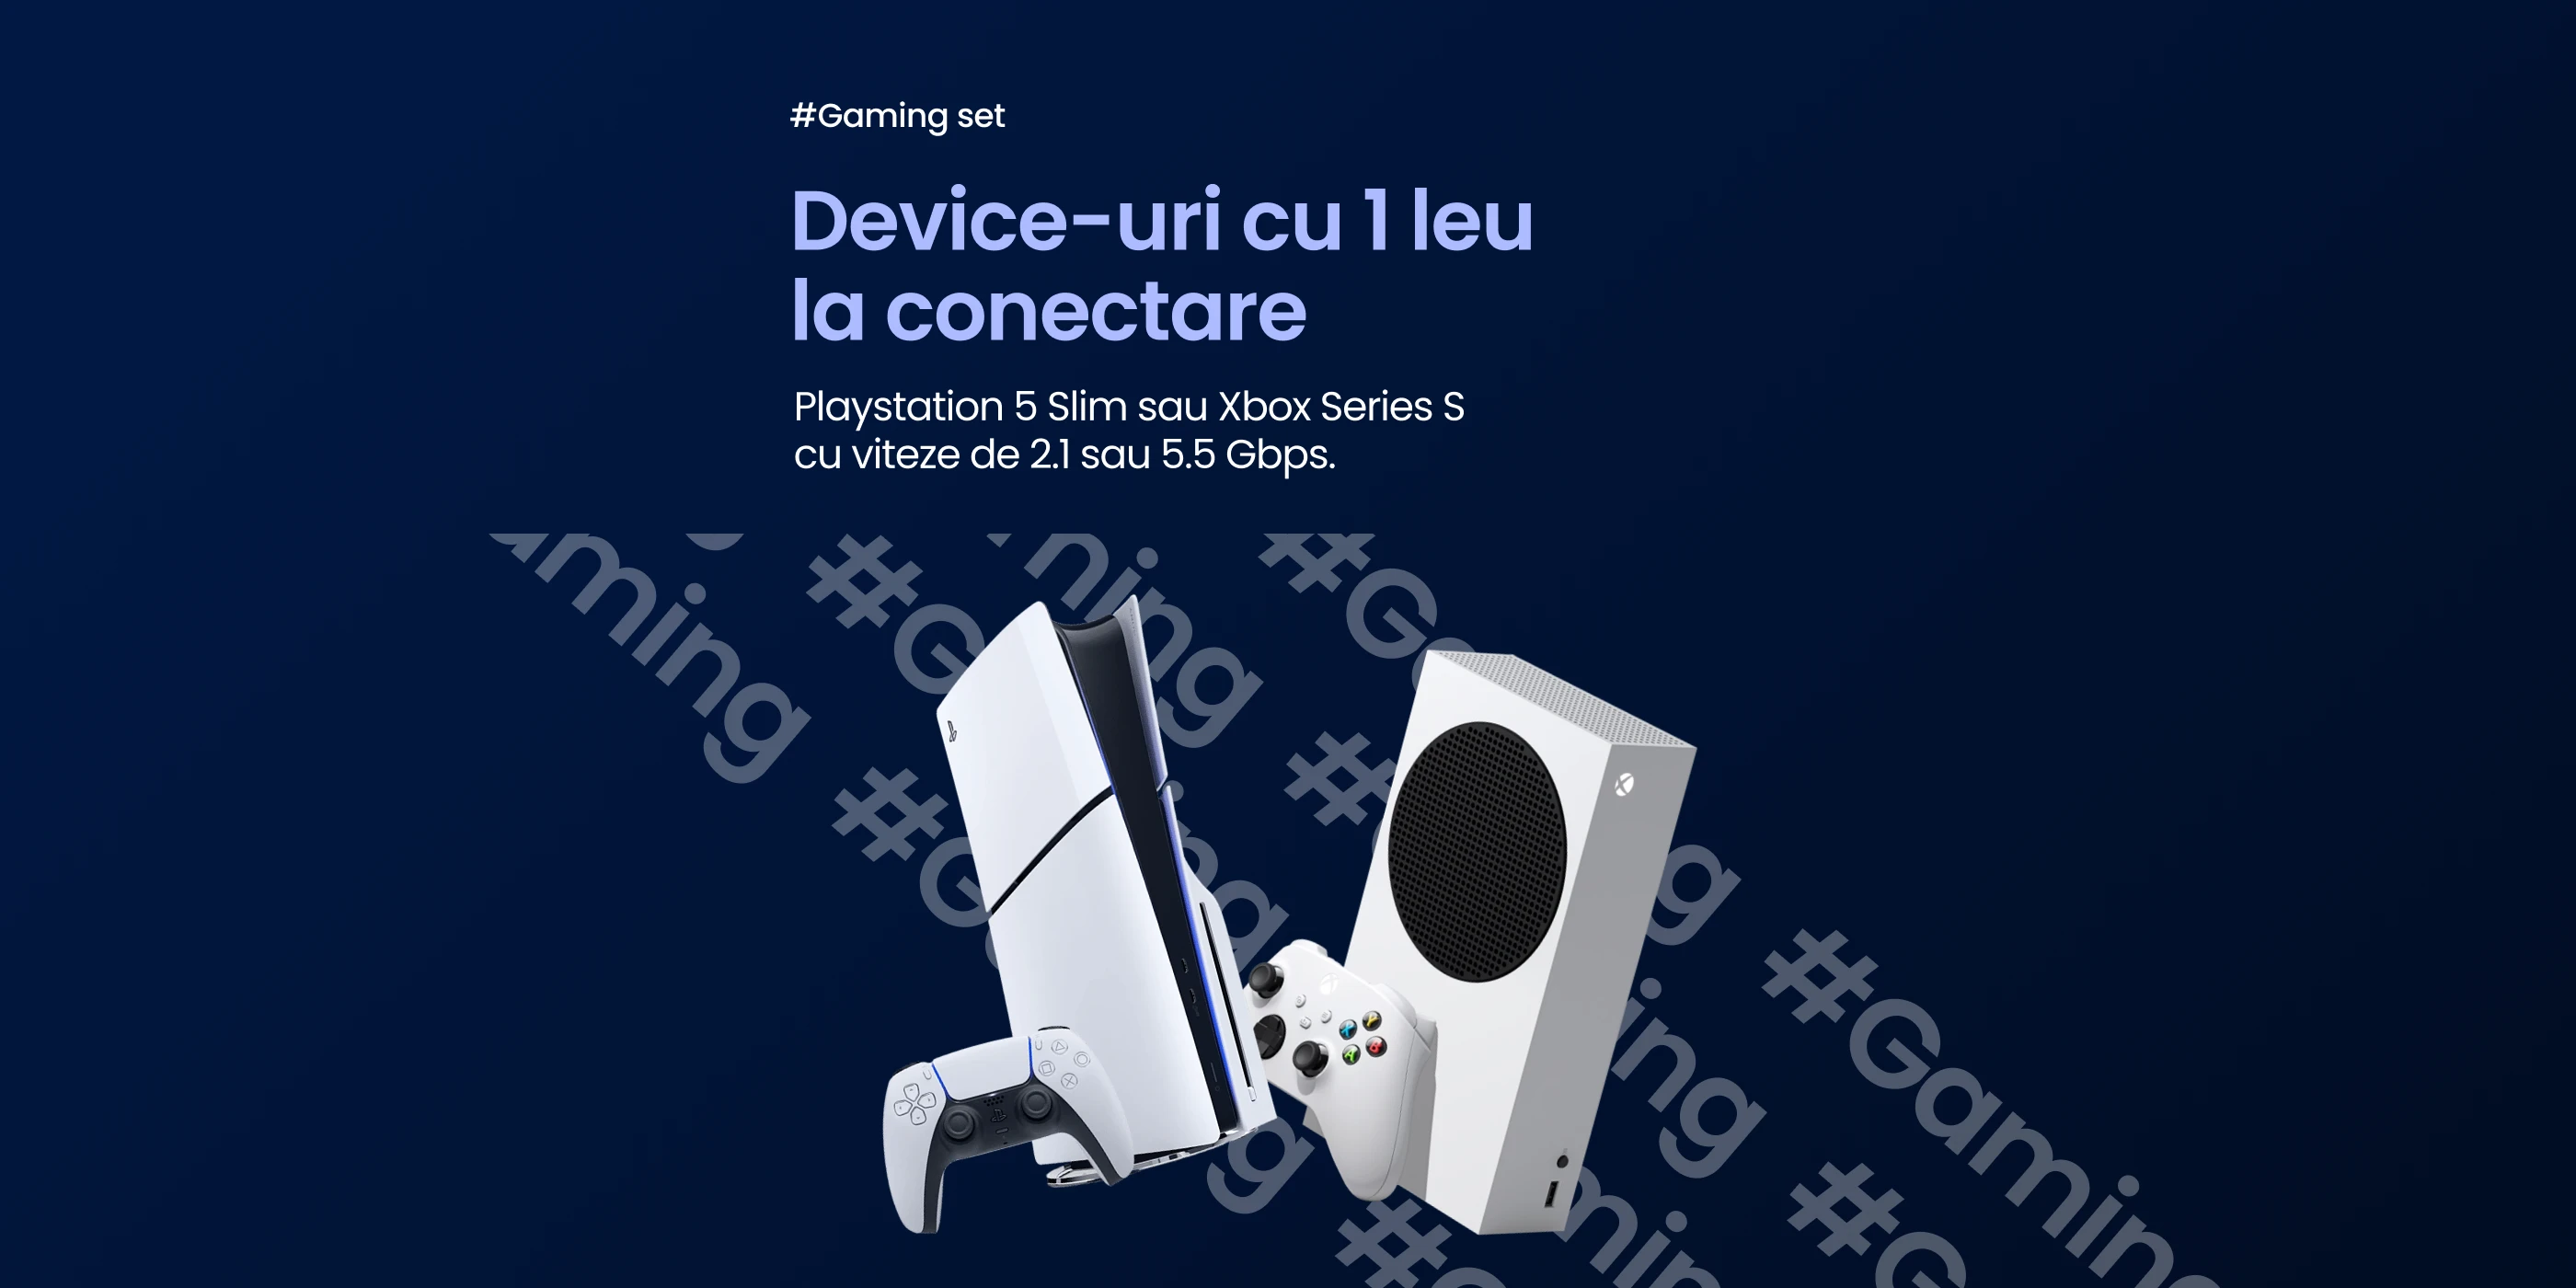 #Gaming set
Device-uri cu 1 leu
la conectare
Playstation 5 Slim sau Xbox Series S
cu viteze de 2.1 sau 5.5 Gbps.
#Gaming